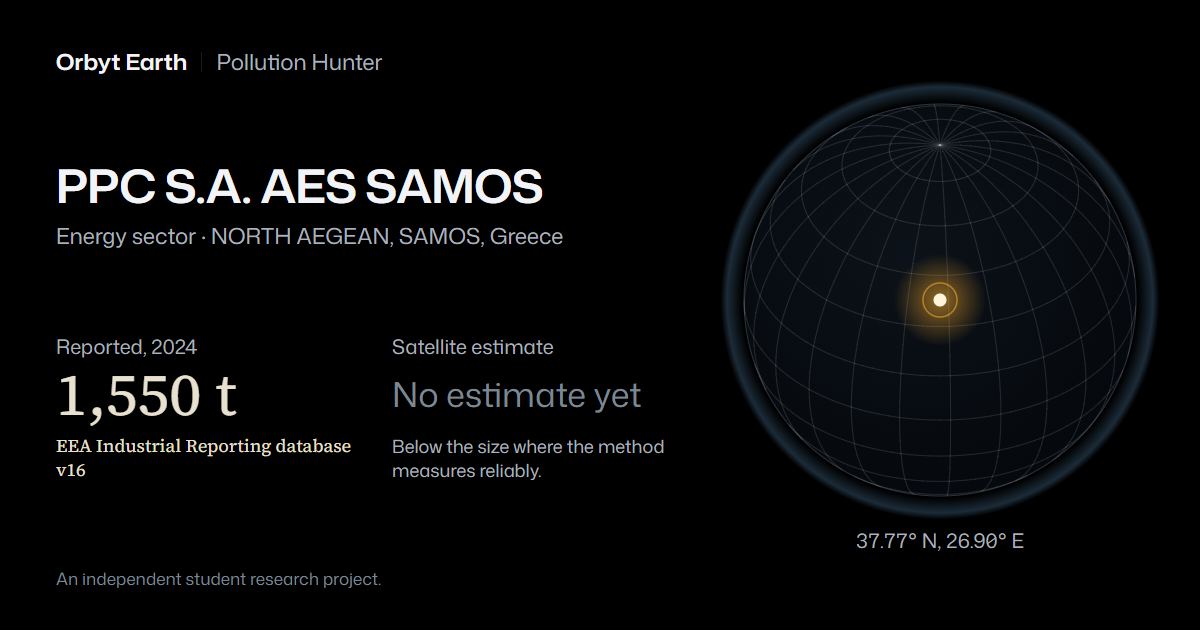 Orbyt Earth | Pollution Hunter
PPC S.A. AES SAMOS
Energy sector · NORTH AEGEAN, SAMOS, Greece
Reported, 2024
1,550 t
EEA Industrial Reporting database
v16
Satellite estimate
No estimate yet
Below the size where the method
measures reliably.
37.77° N, 26.90° E
An independent student research project.